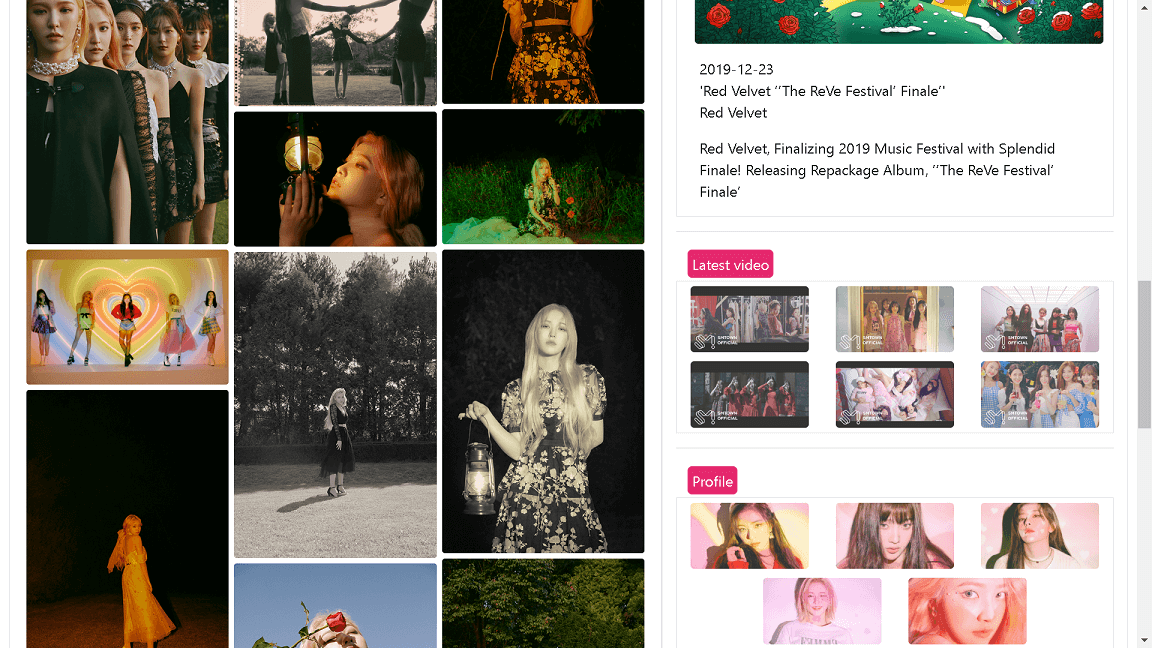 2019-12-23
'Red Velvet ‘‘The ReVe Festival’ Finale’'
Red Velvet
Red Velvet, Finalizing 2019 Music Festival with Splendid
Finale! Releasing Repackage Album, ‘‘The ReVe Festival’
Finale’
Latest video
SMTOWN
OFFICIAL
SMTOWN
OFFICIAL
SMTOWN
OFFICIAL
SMTOWN
OFFICIAL
SMTOWN
OFFICIAL
SMTOWN
OFFICIAL
Profile